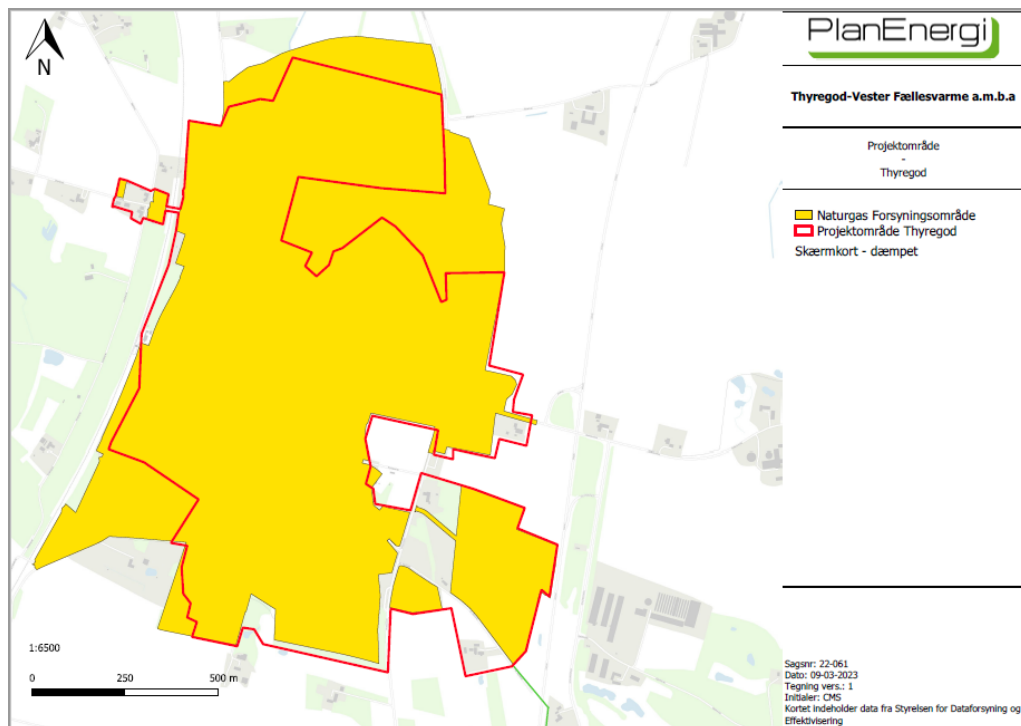 N
PlanEnergi
Thyregod-Vester Fællesvarme a.m.b.a
Projektområde
-
Thyregod
Naturgas Forsyningsområde
Projektområde Thyregod
Skærmkort - dæmpet
1:6500
0 250 500 m
Sagsnr: 22-061
Dato: 09-03-2023
Tegning vers.: 1
Initialer: CMS
Kortet indeholder data fra Styrelsen for Dataforsyning og
Effektivisering